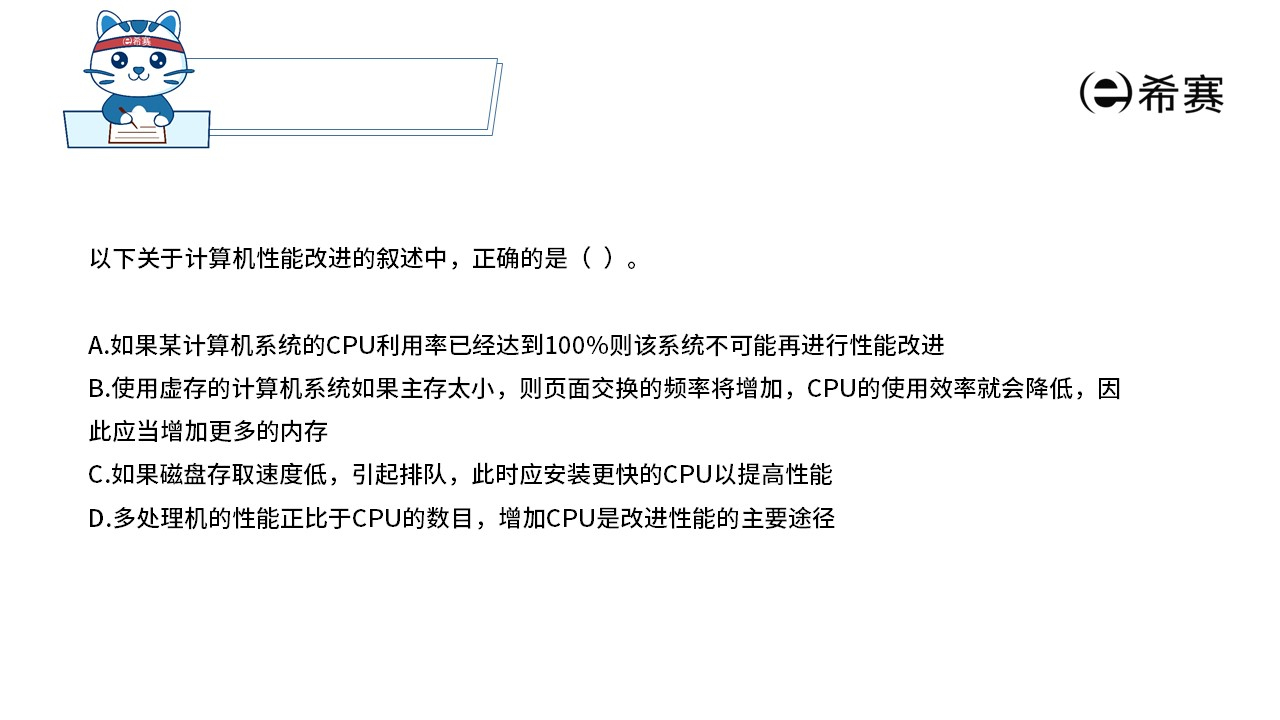 希赛
希赛
以下关于计算机性能改进的叙述中，正确的是（ ）。
A.如果某计算机系统的CPU利用率已经达到100%则该系统不可能再进行性能改进
B.使用虚存的计算机系统如果主存太小，则页面交换的频率将增加，CPU的使用效率就会降低，因
此应当增加更多的内存
C.如果磁盘存取速度低，引起排队，此时应安装更快的CPU以提高性能
D.多处理机的性能正比于CPU的数目，增加CPU是改进性能的主要途径